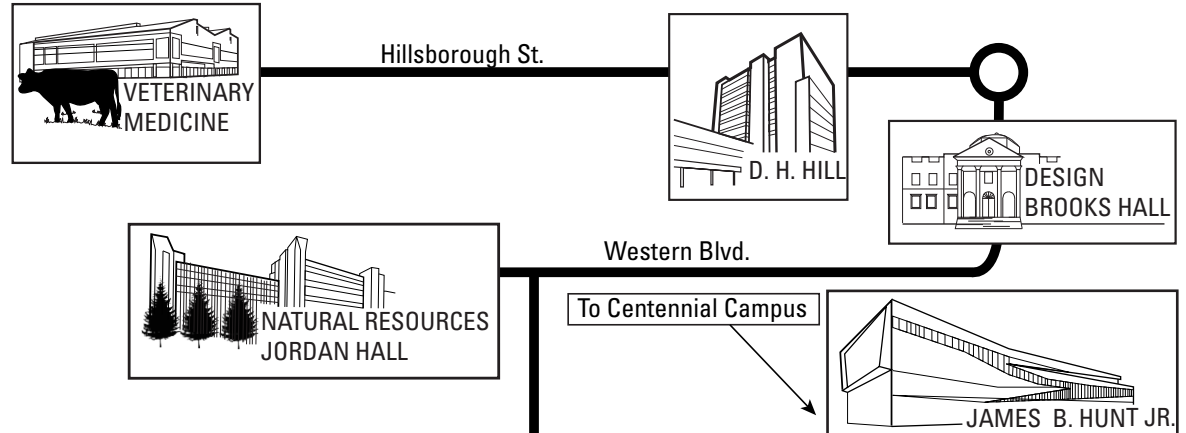 Hillsborough St.
VETERINARY
MEDICINE
D. H. HILL
DESIGN
BROOKS HALL
Western Blvd.
To Centennial Campus
NATURAL RESOURCES
JORDAN HALL
JAMES B. HUNT JR.